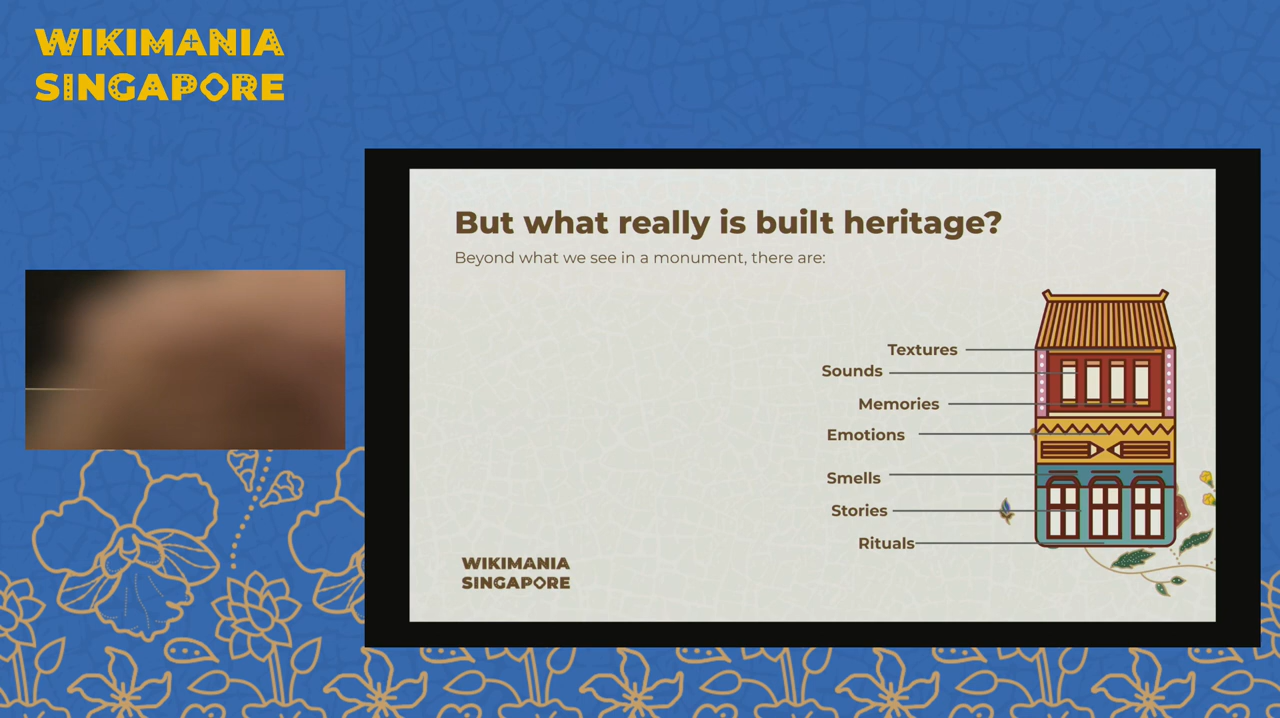 WIKIMANIA
SINGAPORE
But what really is built heritage?
Beyond what we see in a monument, there are:
Textures
Sounds
Memories
Emotions
Smells
Stories
Rituals
WIKIMANIA
SINGAPORE